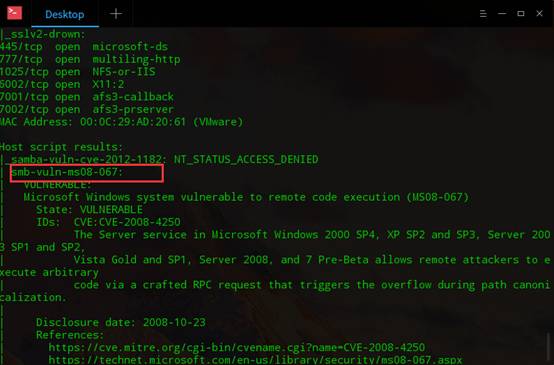 Desktop
|_sslv2-drown:
445/tcp open microsoft-ds
777/tcp open multiling-http
1025/tcp open NFS-or-IIS
6002/tcp open X11:2
7001/tcp open afs3-callback
7002/tcp open afs3-prserver
MAC Address: 00:0C:29:AD:20:61 (VMware)
Host script results:
|_samba-vuln-cve-2012-1182: NT_STATUS_ACCESS_DENIED
| smb-vuln-ms08-067:
| VULNERABLE:
| Microsoft Windows system vulnerable to remote code execution (MS08-067)
| State: VULNERABLE
| IDs: CVE:CVE-2008-4250
| The Server service in Microsoft Windows 2000 SP4, XP SP2 and SP3, Server 200
3 SP1 and SP2,
| Vista Gold and SP1, Server 2008, and 7 Pre-Beta allows remote attackers to e
xecute arbitrary
| code via a crafted RPC request that triggers the overflow during path canoni
calization.
|
| Disclosure date: 2008-10-23
| References:
| https://cve.mitre.org/cgi-bin/cvename.cgi?name=CVE-2008-4250
| https://technet.microsoft.com/en-us/library/security/ms08-067.aspx